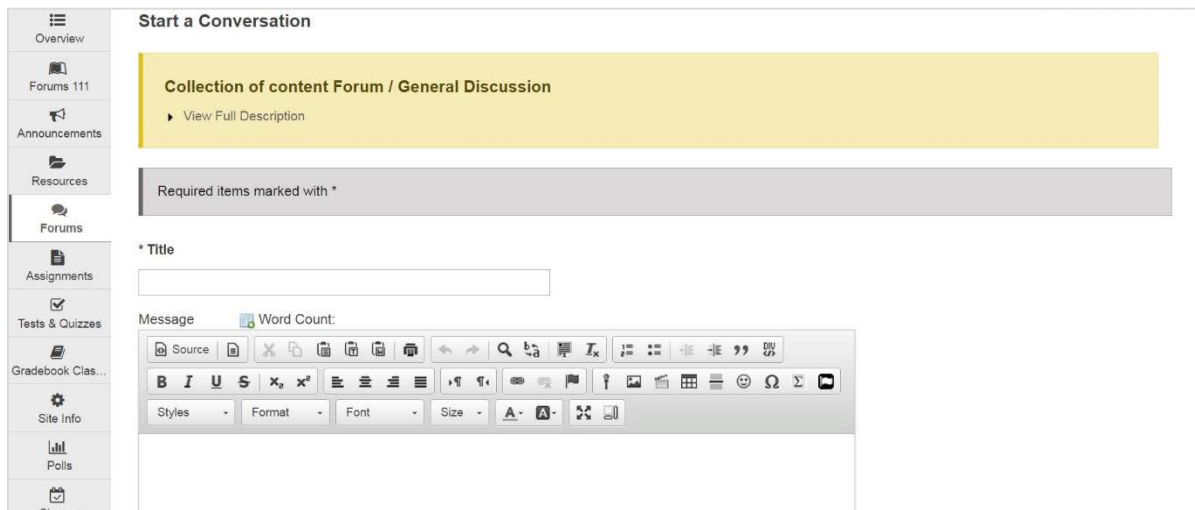 Overview
Forums 111
Announcements
Resources
Forums
Assignments
Tests & Quizzes
Gradebook Clas...
Site Info
Polls
Start a Conversation
Collection of content Forum / General Discussion
View Full Description
Required items marked with *
* Title
Message Word Count:
Source
B I U S x₂ x² Ω Σ
Styles Format Font Size A A